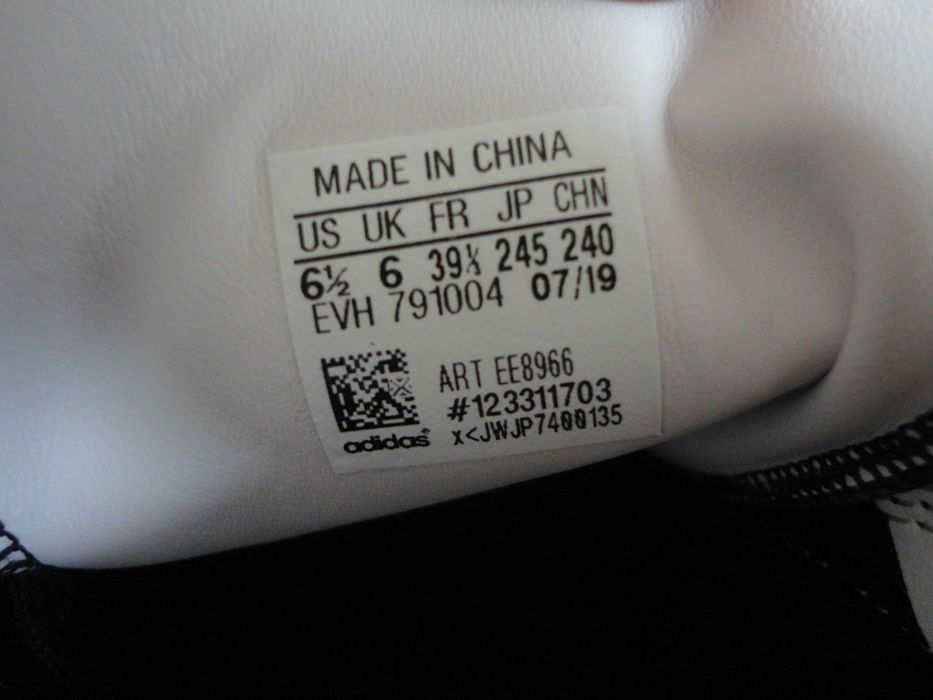 MADE IN CHINA
US UK FR JP CHN
6½ 6 39⅓ 245 240
EVH 791004 07/19
ART EE8966
#123311703
adidas® x<JWJP7400135